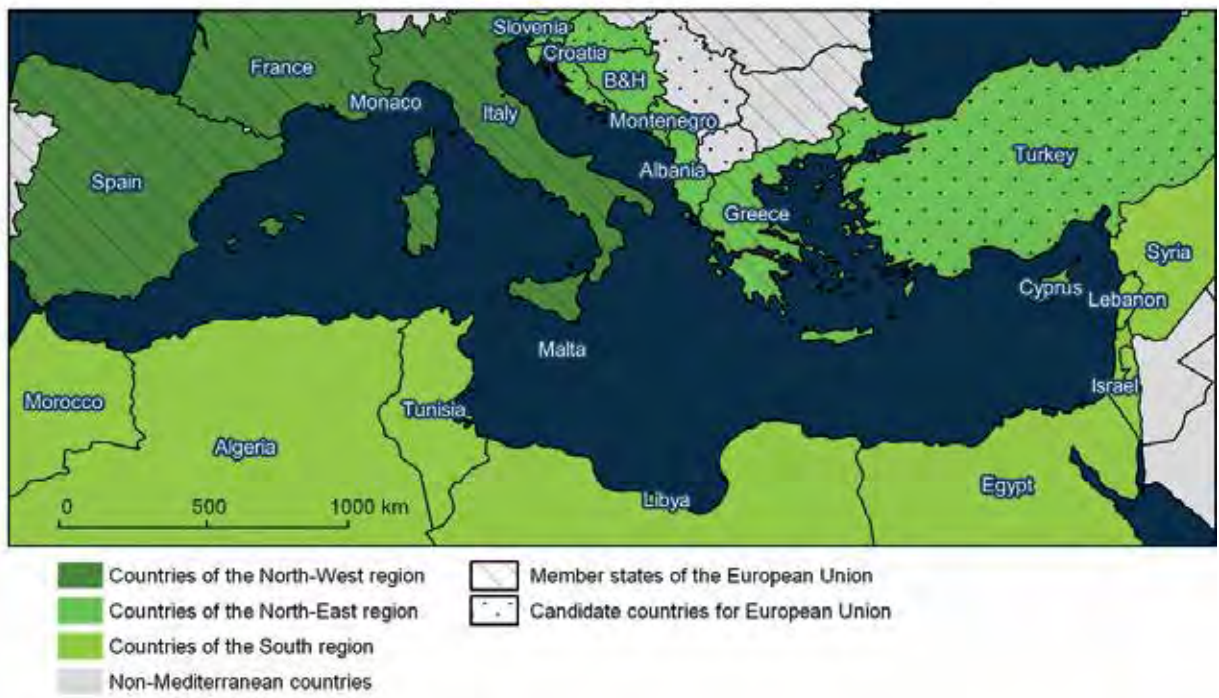 Slovenia
Croatia
France
B&H
Monaco
Italy
Montenegro
Turkey
Albania
Spain
Greece
Syria
Cyprus
Lebanon
Malta
Israel
Morocco
Tunisia
Algeria
Egypt
Libya
0 500 1000 km
Countries of the North-West region
Member states of the European Union
Countries of the North-East region
Candidate countries for European Union
Countries of the South region
Non-Mediterranean countries